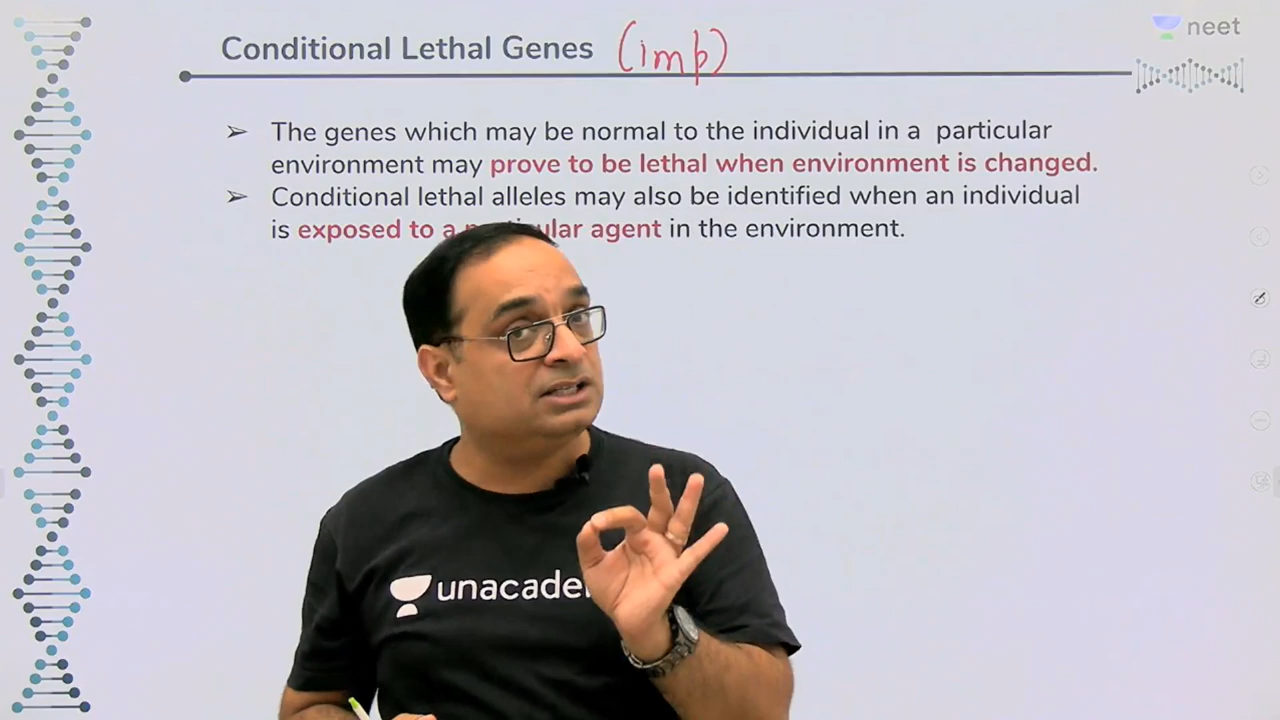 Conditional Lethal Genes (imp)
neet
➢ The genes which may be normal to the individual in a particular
environment may prove to be lethal when environment is changed.
➢ Conditional lethal alleles may also be identified when an individual
is exposed to a agent in the environment.